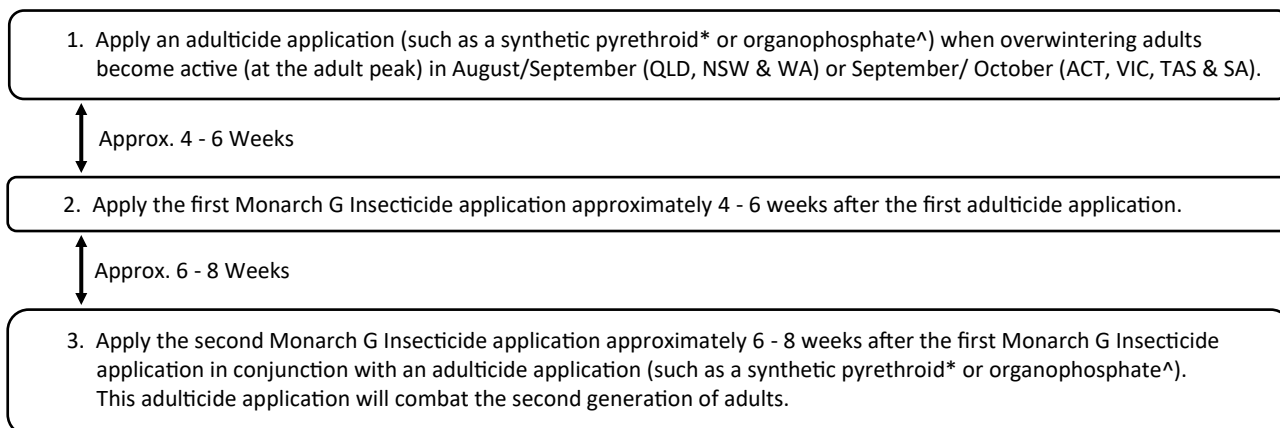 1. Apply an adulticide application (such as a synthetic pyrethroid* or organophosphate^) when overwintering adults
become active (at the adult peak) in August/September (QLD, NSW & WA) or September/ October (ACT, VIC, TAS & SA).
Approx. 4 - 6 Weeks
2. Apply the first Monarch G Insecticide application approximately 4 - 6 weeks after the first adulticide application.
Approx. 6 - 8 Weeks
3. Apply the second Monarch G Insecticide application approximately 6 - 8 weeks after the first Monarch G Insecticide
application in conjunction with an adulticide application (such as a synthetic pyrethroid* or organophosphate^).
This adulticide application will combat the second generation of adults.